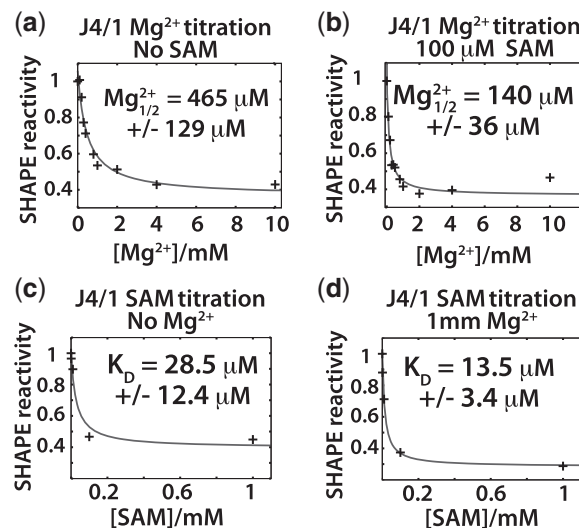 (a) J4/1 Mg2+ titration
No SAM
SHAPE reactivity
1
0.8
0.6
0.4
Mg2+1/2 = 465 µM
+/- 129 µM
0 2 4 6 8 10
[Mg2+]/mM
(b) J4/1 Mg2+ titration
100 µM SAM
SHAPE reactivity
1
0.8
0.6
0.4
Mg2+1/2 = 140 µM
+/- 36 µM
0 2 4 6 8 10
[Mg2+]/mM
(c) J4/1 SAM titration
No Mg2+
SHAPE reactivity
1
0.8
0.6
0.4
KD = 28.5 µM
+/- 12.4 µM
0.2 0.6 1
[SAM]/mM
(d) J4/1 SAM titration
1mm Mg2+
SHAPE reactivity
1
0.8
0.6
0.4
KD = 13.5 µM
+/- 3.4 µM
0.2 0.6 1
[SAM]/mM